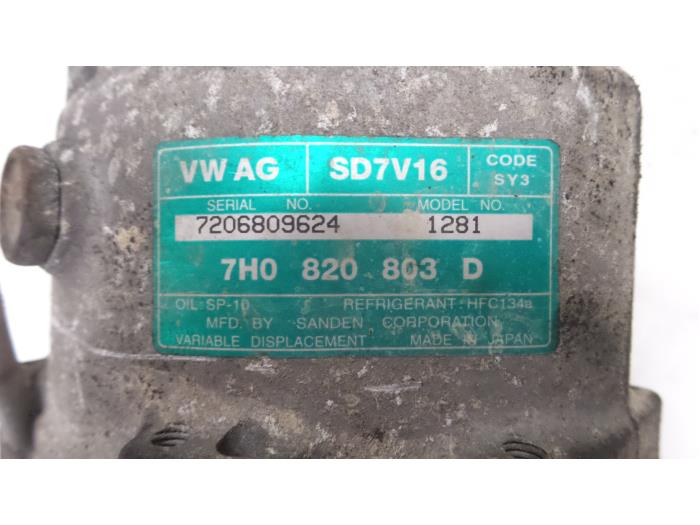 VW AG SD7V16 CODE SY3
SERIAL NO. MODEL NO.
7206809624 1281
7H0 820 803 D
OIL: SP-10 REFRIGERANT: HFC134a
MFD. BY SANDEN CORPORATION
VARIABLE DISPLACEMENT MADE IN JAPAN